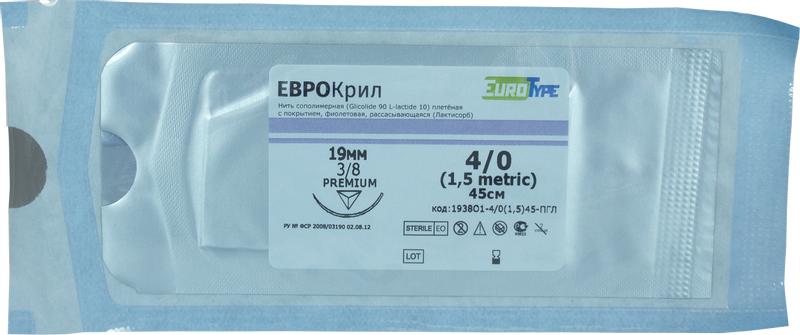 ЕВРОКрил
EUROTYPE
Нить сополимерная (Glicolide 90 L-lactide 10) плетёная
с покрытием, фиолетовая, рассасывающаяся (Лактисорб)
19мм
3/8
PREMIUM
4/0
(1,5 metric)
45см
код:193801-4/0(1,5)45-ПГЛ
РУ № ФСР 2008/03190 02.08.12
STERILE EO
LOT